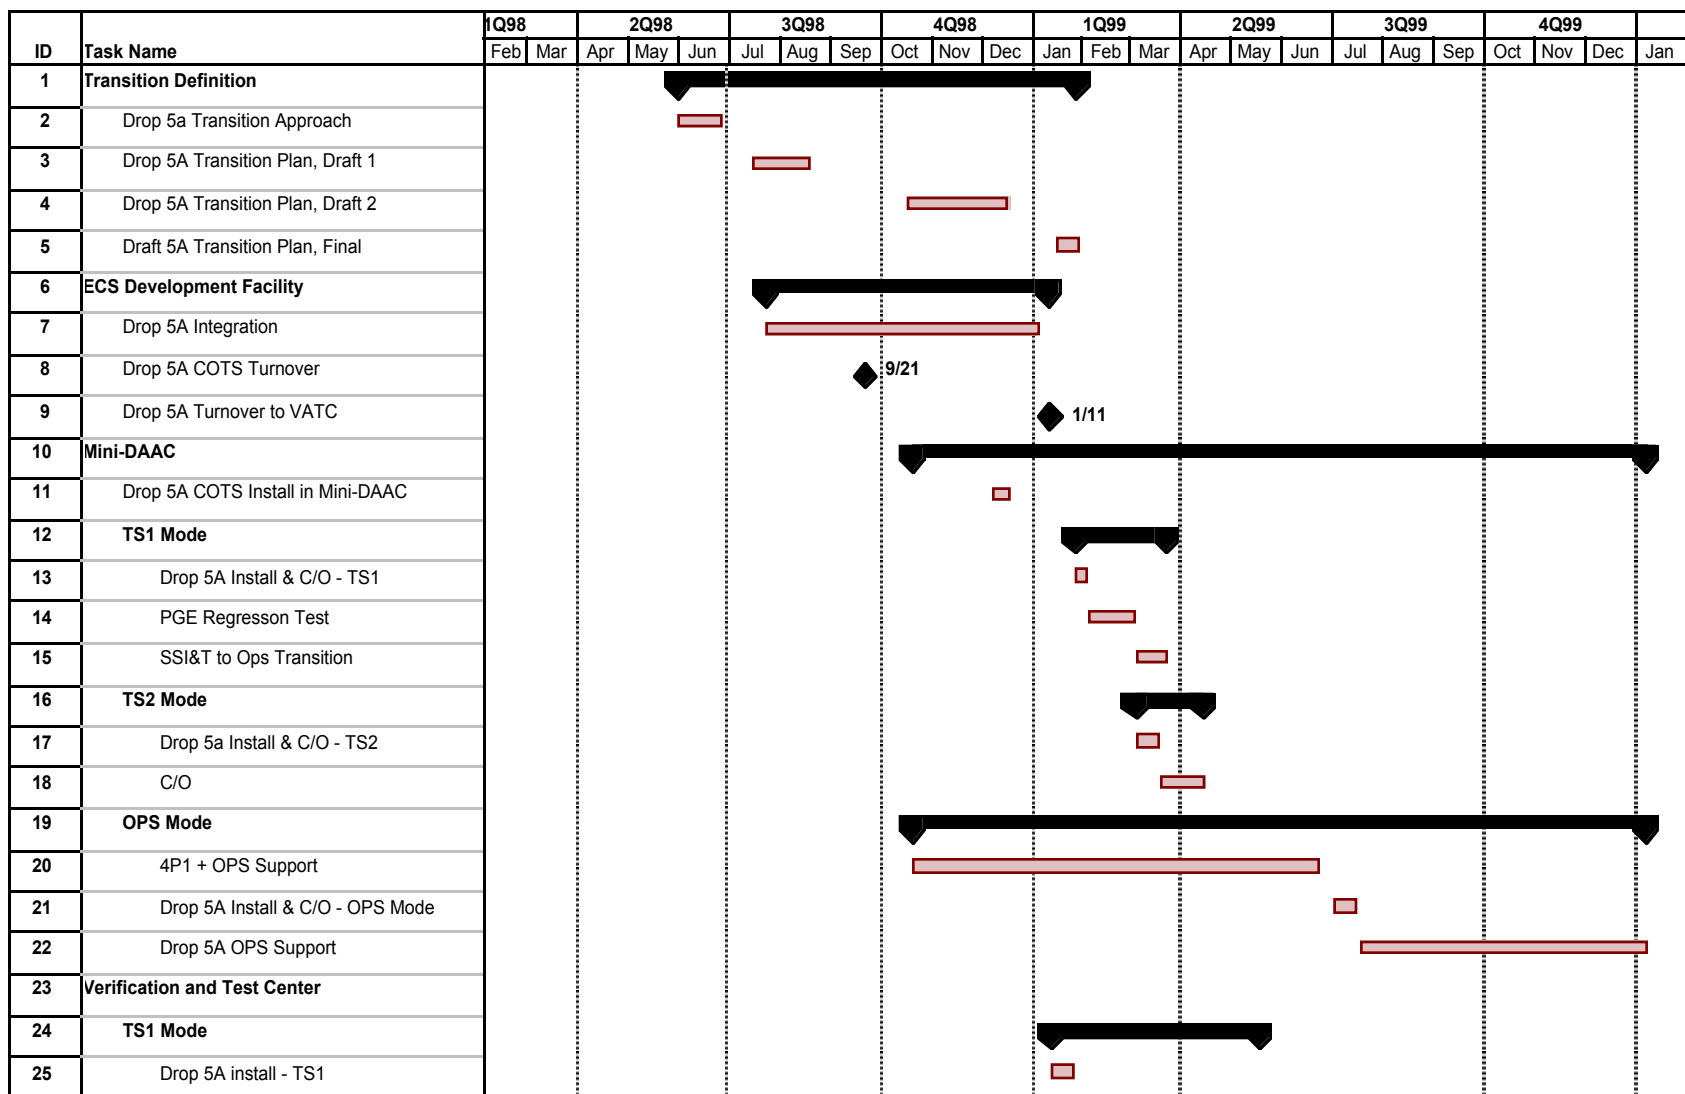 1Q98 2Q98 3Q98 4Q98 1Q99 2Q99 3Q99 4Q99
ID Task Name Feb Mar Apr May Jun Jul Aug Sep Oct Nov Dec Jan Feb Mar Apr May Jun Jul Aug Sep Oct Nov Dec Jan
1 Transition Definition
2 Drop 5a Transition Approach
3 Drop 5A Transition Plan, Draft 1
4 Drop 5A Transition Plan, Draft 2
5 Draft 5A Transition Plan, Final
6 ECS Development Facility
7 Drop 5A Integration
8 Drop 5A COTS Turnover 9/21
9 Drop 5A Turnover to VATC 1/11
10 Mini-DAAC
11 Drop 5A COTS Install in Mini-DAAC
12 TS1 Mode
13 Drop 5A Install & C/O - TS1
14 PGE Regresson Test
15 SSI&T to Ops Transition
16 TS2 Mode
17 Drop 5a Install & C/O - TS2
18 C/O
19 OPS Mode
20 4P1 + OPS Support
21 Drop 5A Install & C/O - OPS Mode
22 Drop 5A OPS Support
23 Verification and Test Center
24 TS1 Mode
25 Drop 5A install - TS1